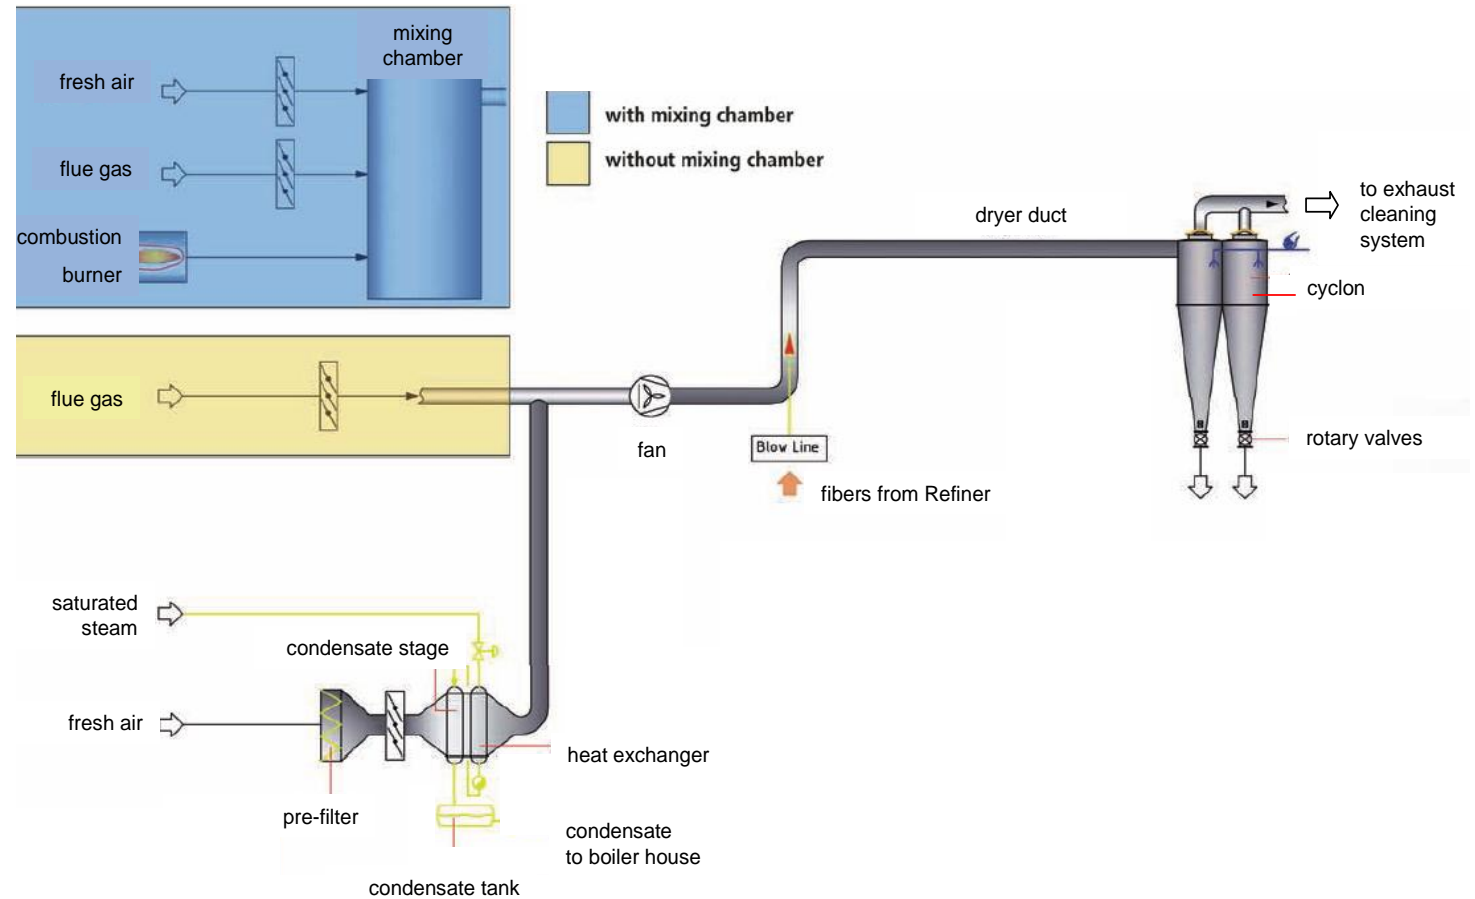 mixing
chamber
fresh air
flue gas
combustion
burner
with mixing chamber
without mixing chamber
dryer duct
to exhaust
cleaning
system
cyclon
flue gas
fan
Blow Line
rotary valves
fibers from Refiner
saturated
steam
condensate stage
fresh air
heat exchanger
pre-filter
condensate
to boiler house
condensate tank